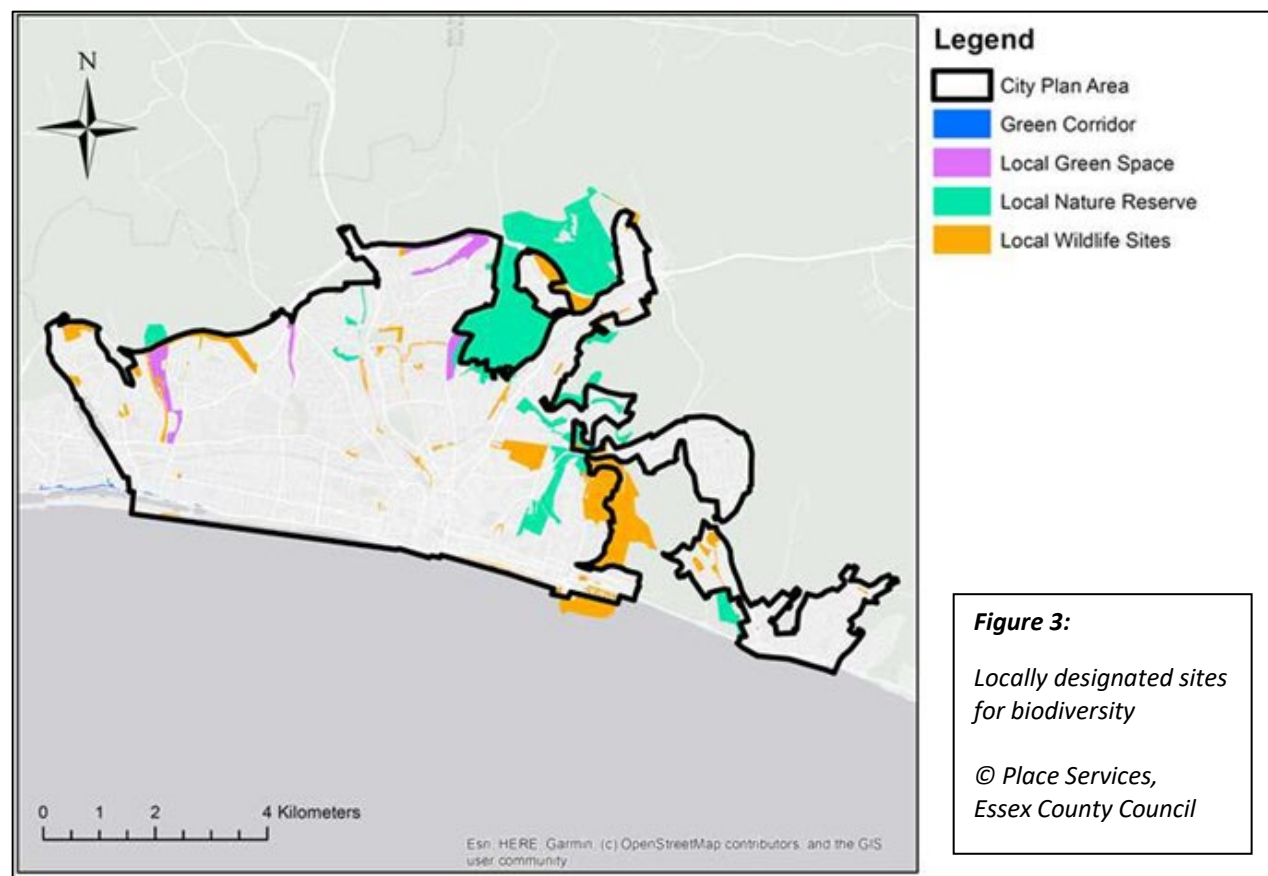 N
Legend
City Plan Area
Green Corridor
Local Green Space
Local Nature Reserve
Local Wildlife Sites
Figure 3:
Locally designated sites
for biodiversity
© Place Services,
Essex County Council
0 1 2 4 Kilometers
Esri, HERE, Garmin, (c) OpenStreetMap contributors, and the GIS
user community